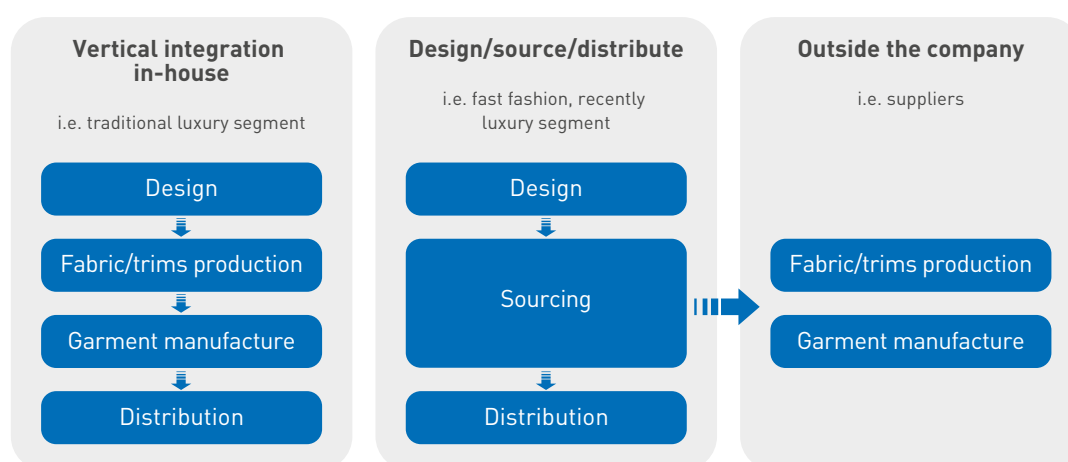 Vertical integration
in-house
i.e. traditional luxury segment
Design
Fabric/trims production
Garment manufacture
Distribution
Design/source/distribute
i.e. fast fashion, recently
luxury segment
Design
Sourcing
Distribution
Outside the company
i.e. suppliers
Fabric/trims production
Garment manufacture